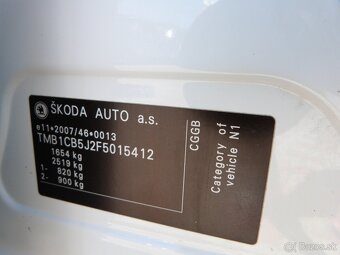 ŠKODA AUTO a.s.
e11*2007/46*0013
TMB1CB5J2F5015412
1654 kg
2519 kg
1- 820 kg
2- 900 kg
CGGB
Category of
vehicle N1
Bazos.sk